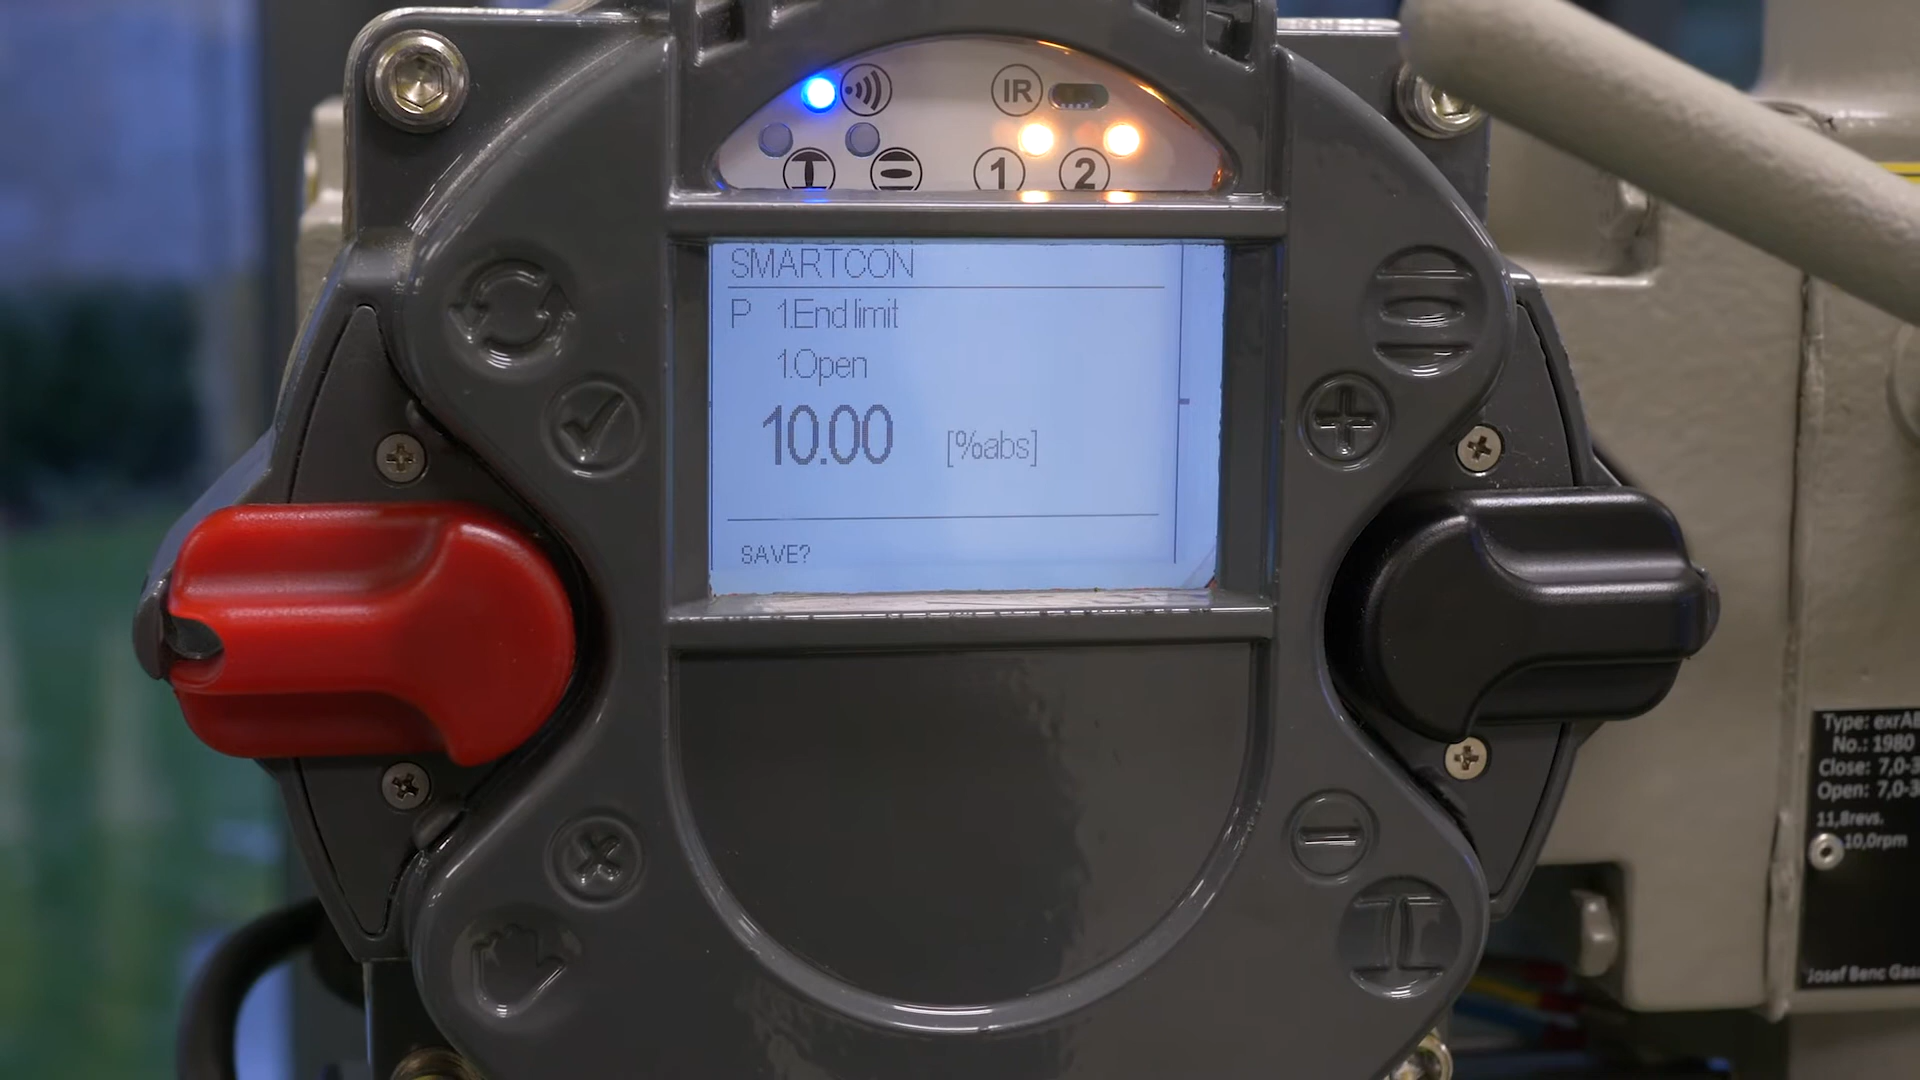 IR
1 2
SMARTCON
P 1.End limit
1.Open
10.00 [%abs]
SAVE?
Type: exrAB
No.: 1980
Close: 7,0-3
Open: 7,0-3
11,8revs.
10,0rpm
Josef Benc Gas